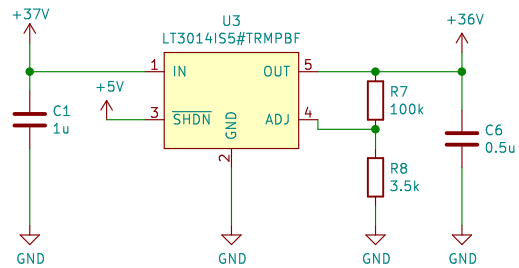 +37V
U3
LT3014IS5#TRMPBF
+36V
1
IN
OUT
5
+5V
3
SHDN
GND
ADJ
4
2
C1
1u
R7
100k
R8
3.5k
C6
0.5u
GND
GND
GND
GND